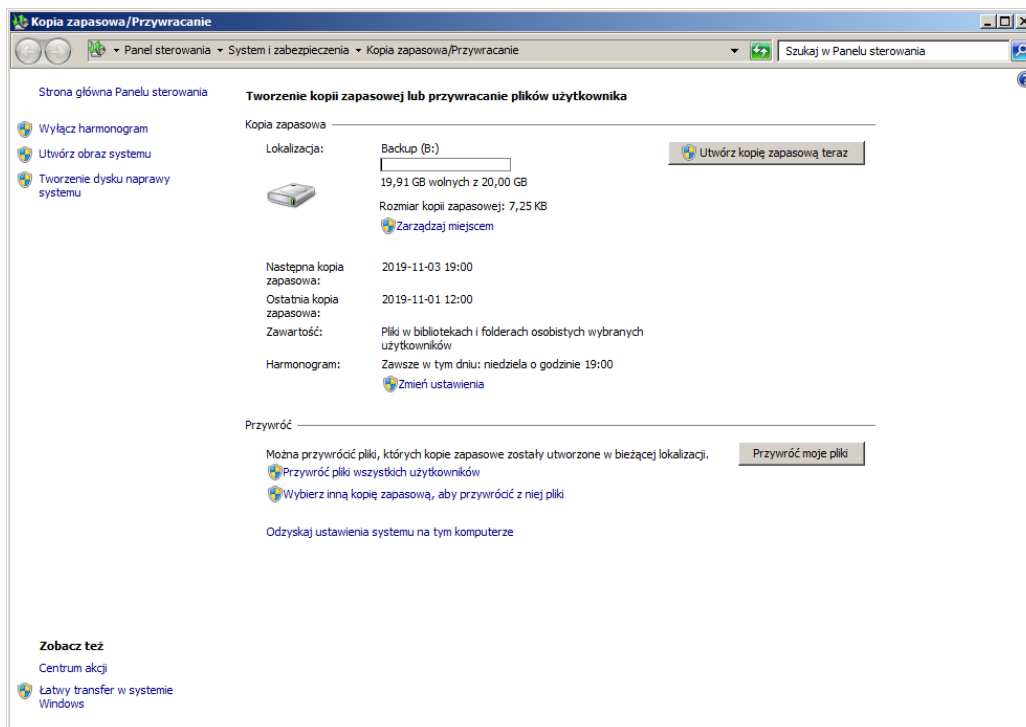 Kopia zapasowa/Przywracanie
Panel sterowania
System i zabezpieczenia
Kopia zapasowa/Przywracanie
Szukaj w Panelu sterowania
Strona główna Panelu sterowania
Wyłącz harmonogram
Utwórz obraz systemu
Tworzenie dysku naprawy
systemu
Tworzenie kopii zapasowej lub przywracanie plików użytkownika
Kopia zapasowa
Lokalizacja:
Backup (B:)
19,91 GB wolnych z 20,00 GB
Rozmiar kopii zapasowej: 7,25 KB
Zarządzaj miejscem
Utwórz kopię zapasową teraz
Następna kopia
zapasowa:
2019-11-03 19:00
Ostatnia kopia
zapasowa:
2019-11-01 12:00
Zawartość:
Pliki w bibliotekach i folderach osobistych wybranych
użytkowników
Harmonogram:
Zawsze w tym dniu: niedziela o godzinie 19:00
Zmień ustawienia
Przywróć
Można przywrócić pliki, których kopie zapasowe zostały utworzone w bieżącej lokalizacji.
Przywróć moje pliki
Przywróć pliki wszystkich użytkowników
Wybierz inną kopię zapasową, aby przywrócić z niej pliki
Odzyskaj ustawienia systemu na tym komputerze
Zobacz też
Centrum akcji
Łatwy transfer w systemie
Windows